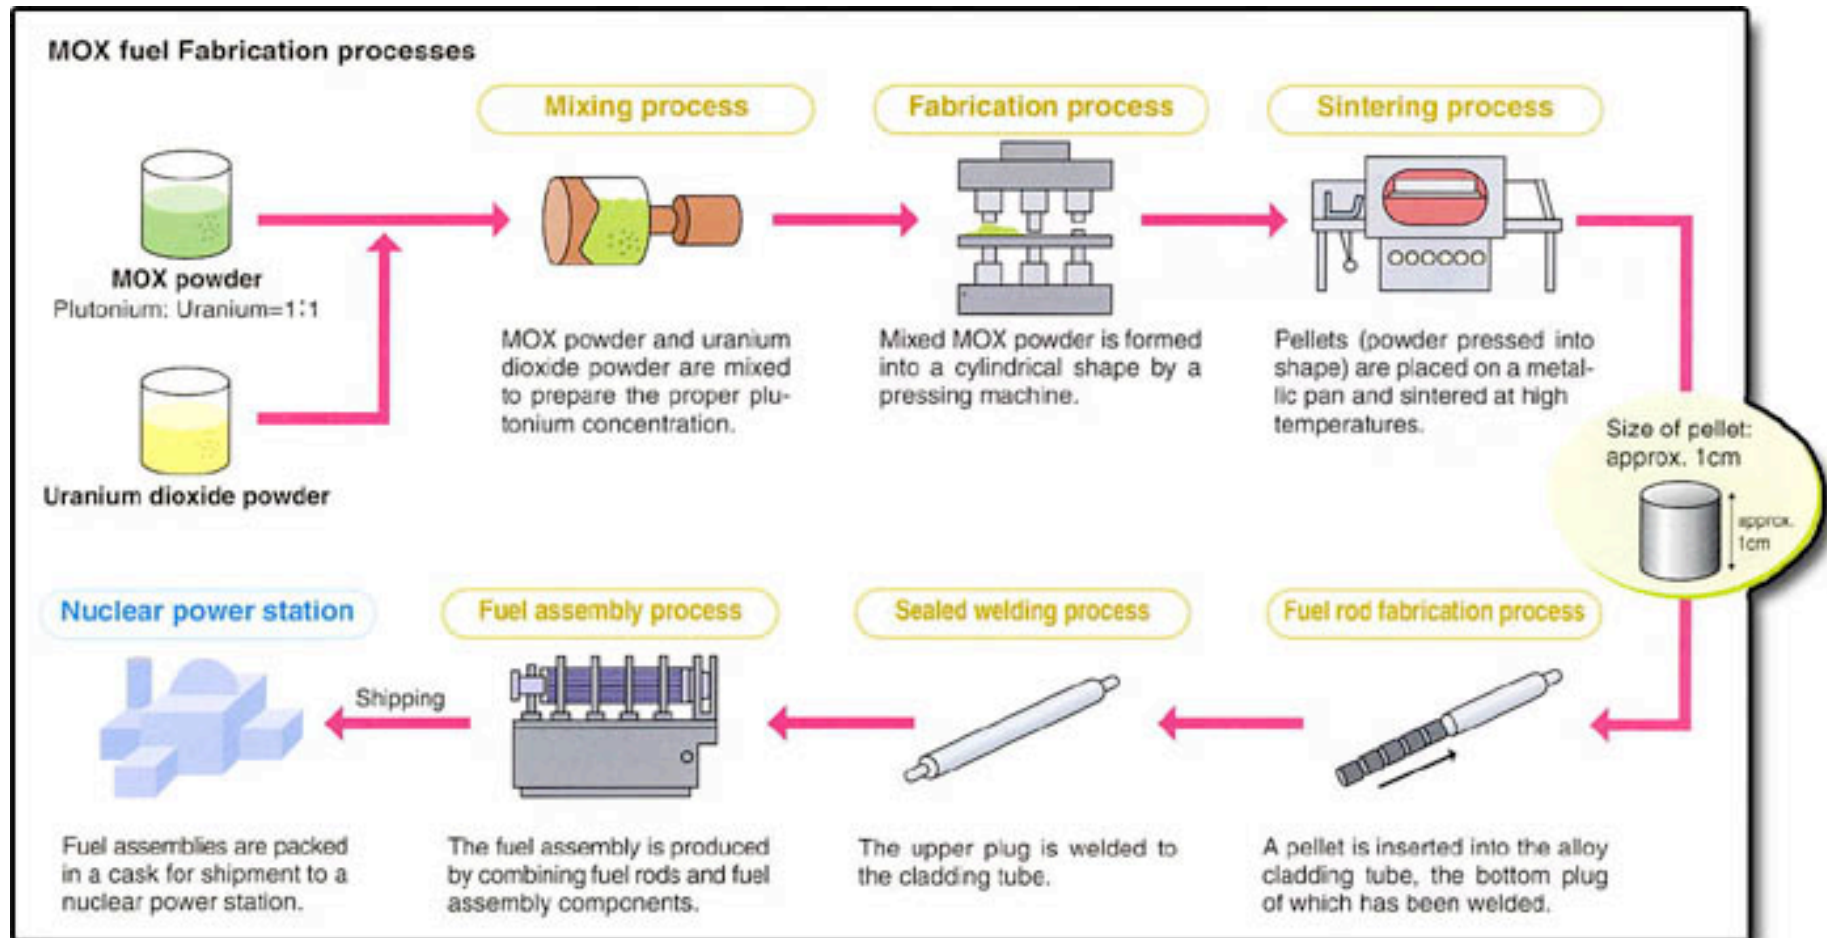 MOX fuel Fabrication processes
Mixing process
Fabrication process
Sintering process
MOX powder
Plutonium: Uranium=1:1
Uranium dioxide powder
MOX powder and uranium
dioxide powder are mixed
to prepare the proper plu-
tonium concentration.
Mixed MOX powder is formed
into a cylindrical shape by a
pressing machine.
Pellets (powder pressed into
shape) are placed on a metal-
lic pan and sintered at high
temperatures.
Size of pellet:
approx. 1cm
approx.
1cm
Fuel rod fabrication process
A pellet is inserted into the alloy
cladding tube, the bottom plug
of which has been welded.
Sealed welding process
The upper plug is welded to
the cladding tube.
Fuel assembly process
The fuel assembly is produced
by combining fuel rods and fuel
assembly components.
Shipping
Nuclear power station
Fuel assemblies are packed
in a cask for shipment to a
nuclear power station.